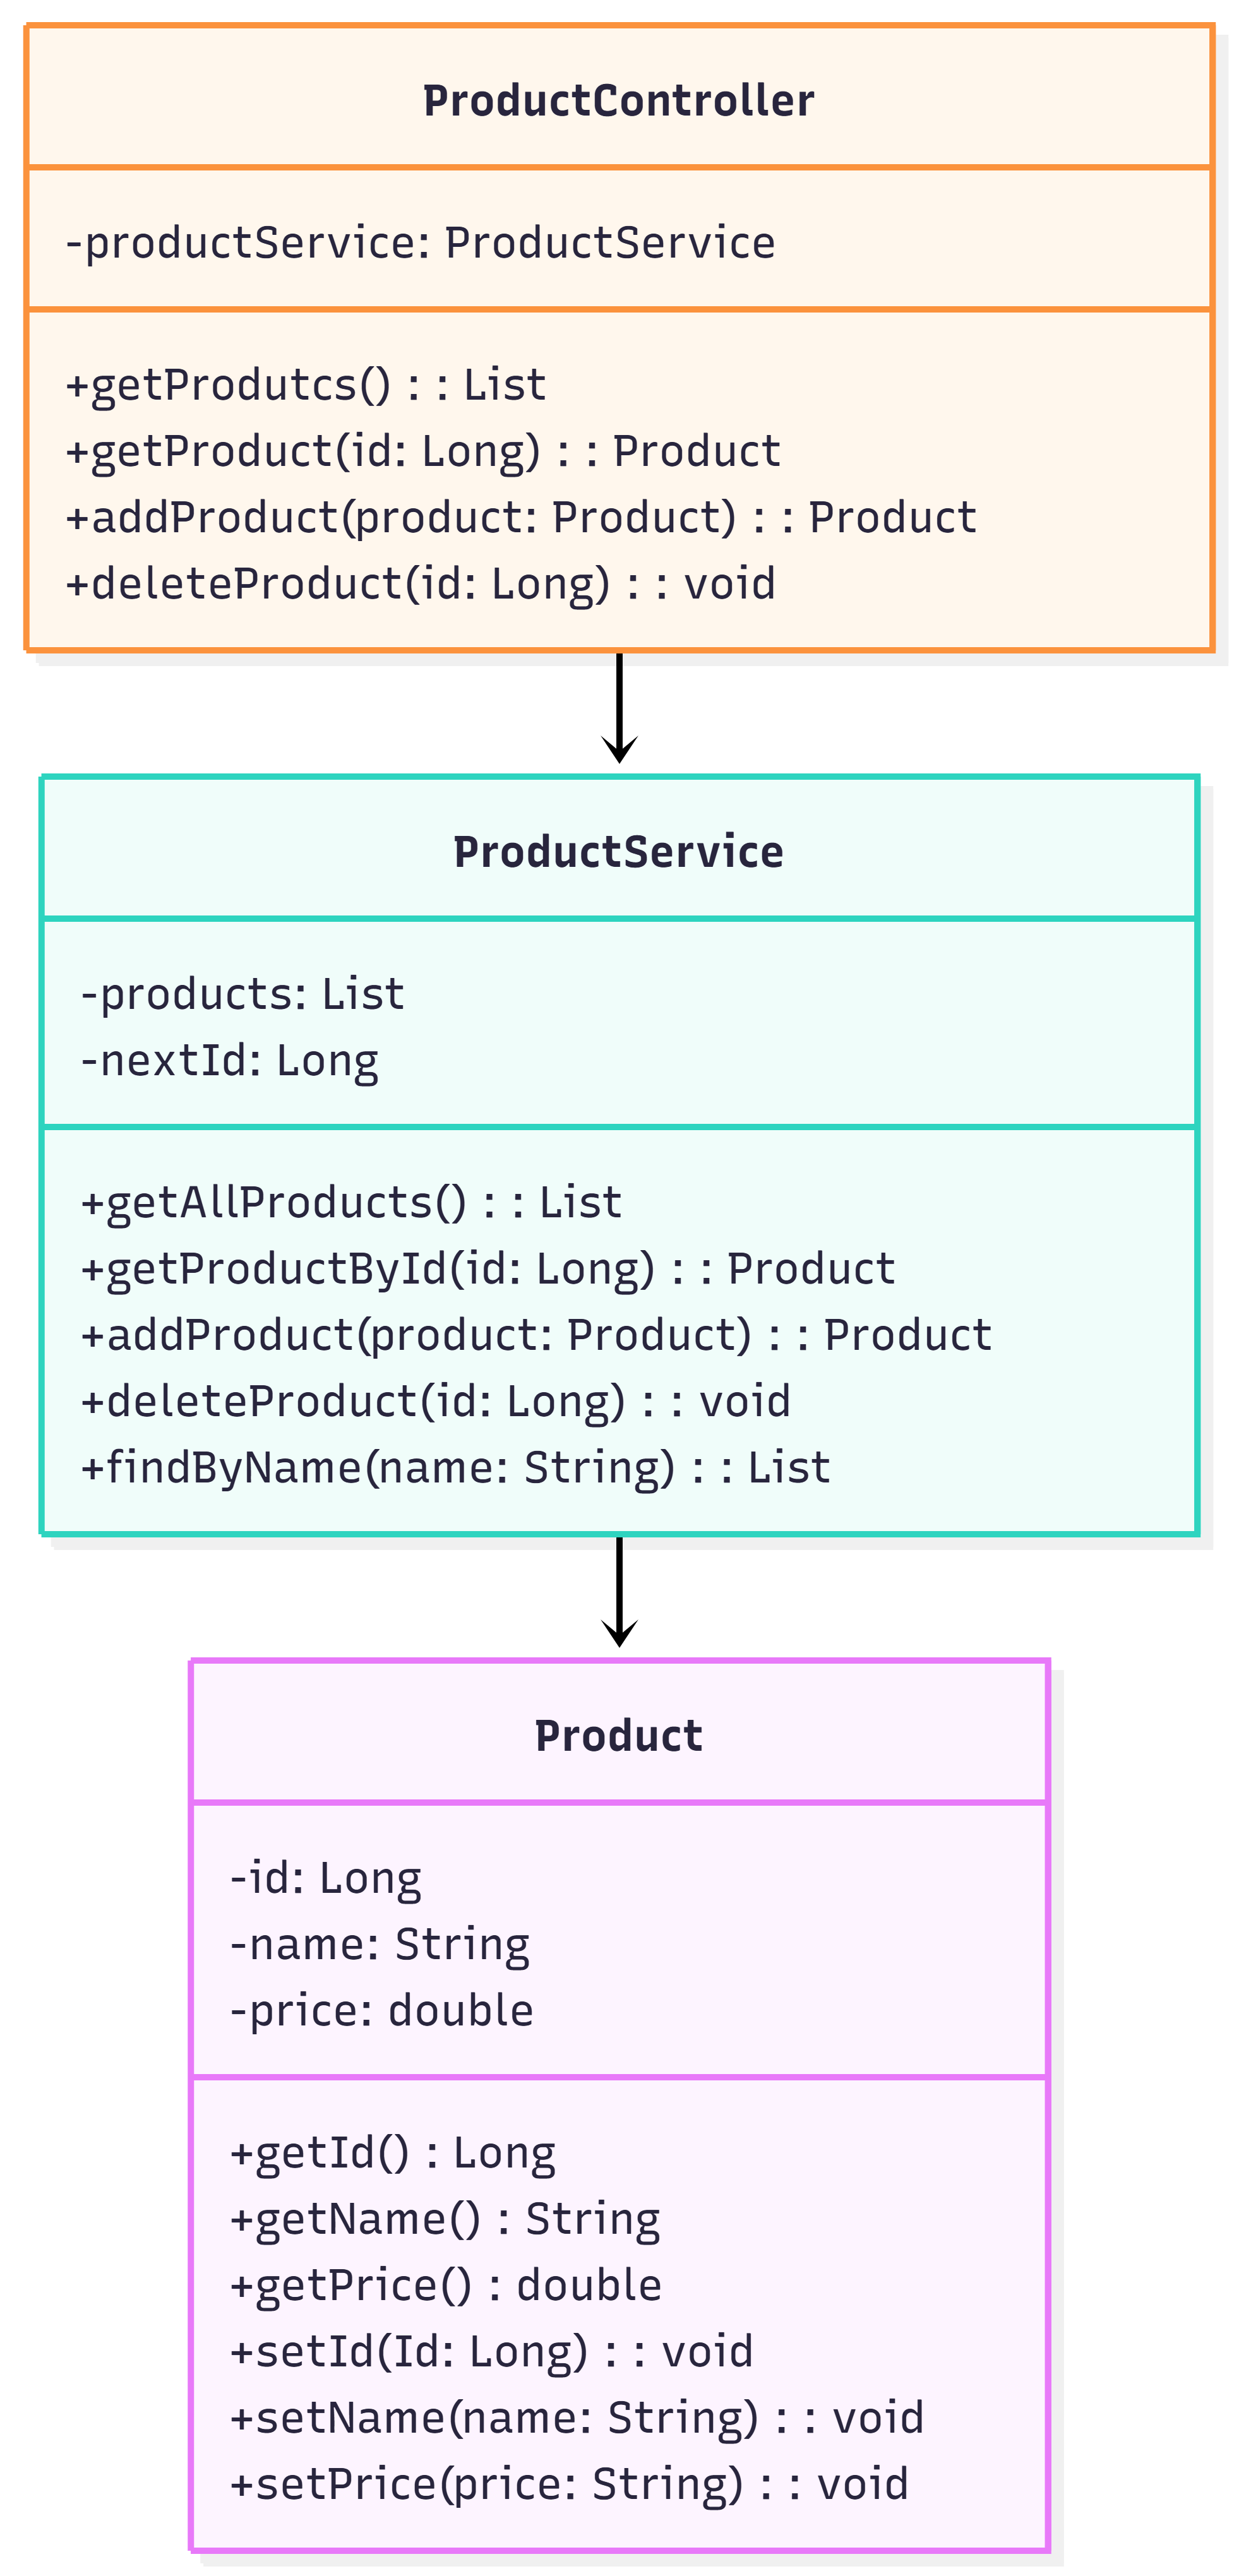 ProductController
-productService: ProductService
+getProdutcs() : : List
+getProduct(id: Long) : : Product
+addProduct(product: Product) : : Product
+deleteProduct(id: Long) : : void
ProductService
-products: List
-nextId: Long
+getAllProducts() : : List
+getProductById(id: Long) : : Product
+addProduct(product: Product) : : Product
+deleteProduct(id: Long) : : void
+findByName(name: String) : : List
Product
-id: Long
-name: String
-price: double
+getId() : Long
+getName() : String
+getPrice() : double
+setId(Id: Long) : : void
+setName(name: String) : : void
+setPrice(price: String) : : void